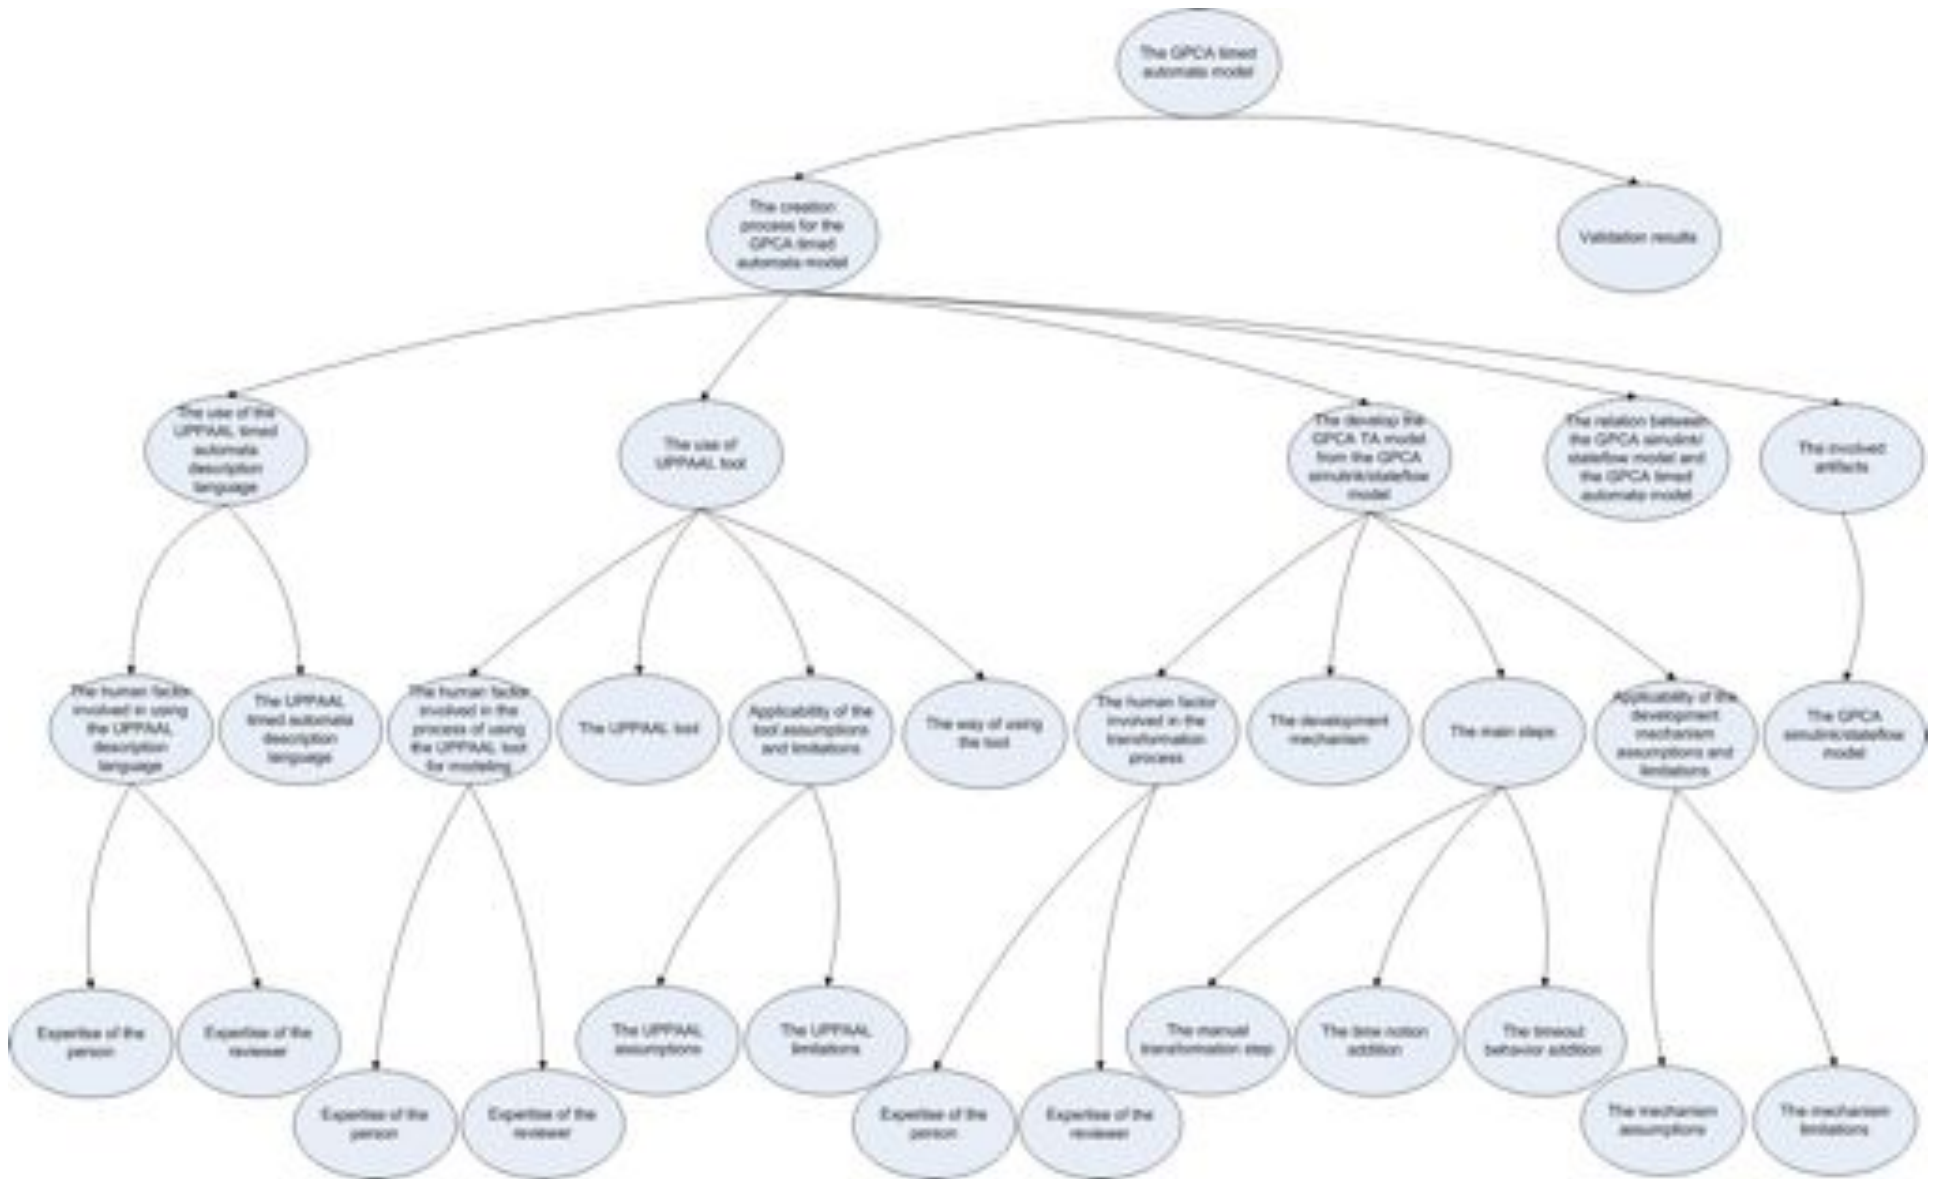 The GPCA timed
automata model
The creation
process for the
GPCA timed
automata model
Validation results
The use of the
UPPAAL timed
automata
description
language
The use of
UPPAAL tool
The develop the
GPCA TA model
from the GPCA
simulink/stateflow
model
The relation between
the GPCA simulink/
stateflow model and
the GPCA timed
automata model
The involved
artifacts
The human factor
involved in using
the UPPAAL
description
language
The UPPAAL
timed automata
description
language
The human factor
involved in the
process of using
the UPPAAL tool
for modeling
The UPPAAL tool
Applicability of the
tool assumptions
and limitations
The way of using
the tool
The human factor
involved in the
transformation
process
The development
mechanism
The main steps
Applicability of the
development
mechanism
assumptions and
limitations
The GPCA
simulink/stateflow
model
Expertise of the
person
Expertise of the
reviewer
Expertise of the
person
Expertise of the
reviewer
The UPPAAL
assumptions
The UPPAAL
limitations
Expertise of the
person
Expertise of the
reviewer
The manual
transformation step
The time notion
addition
The timeout
behavior addition
The mechanism
assumptions
The mechanism
limitations